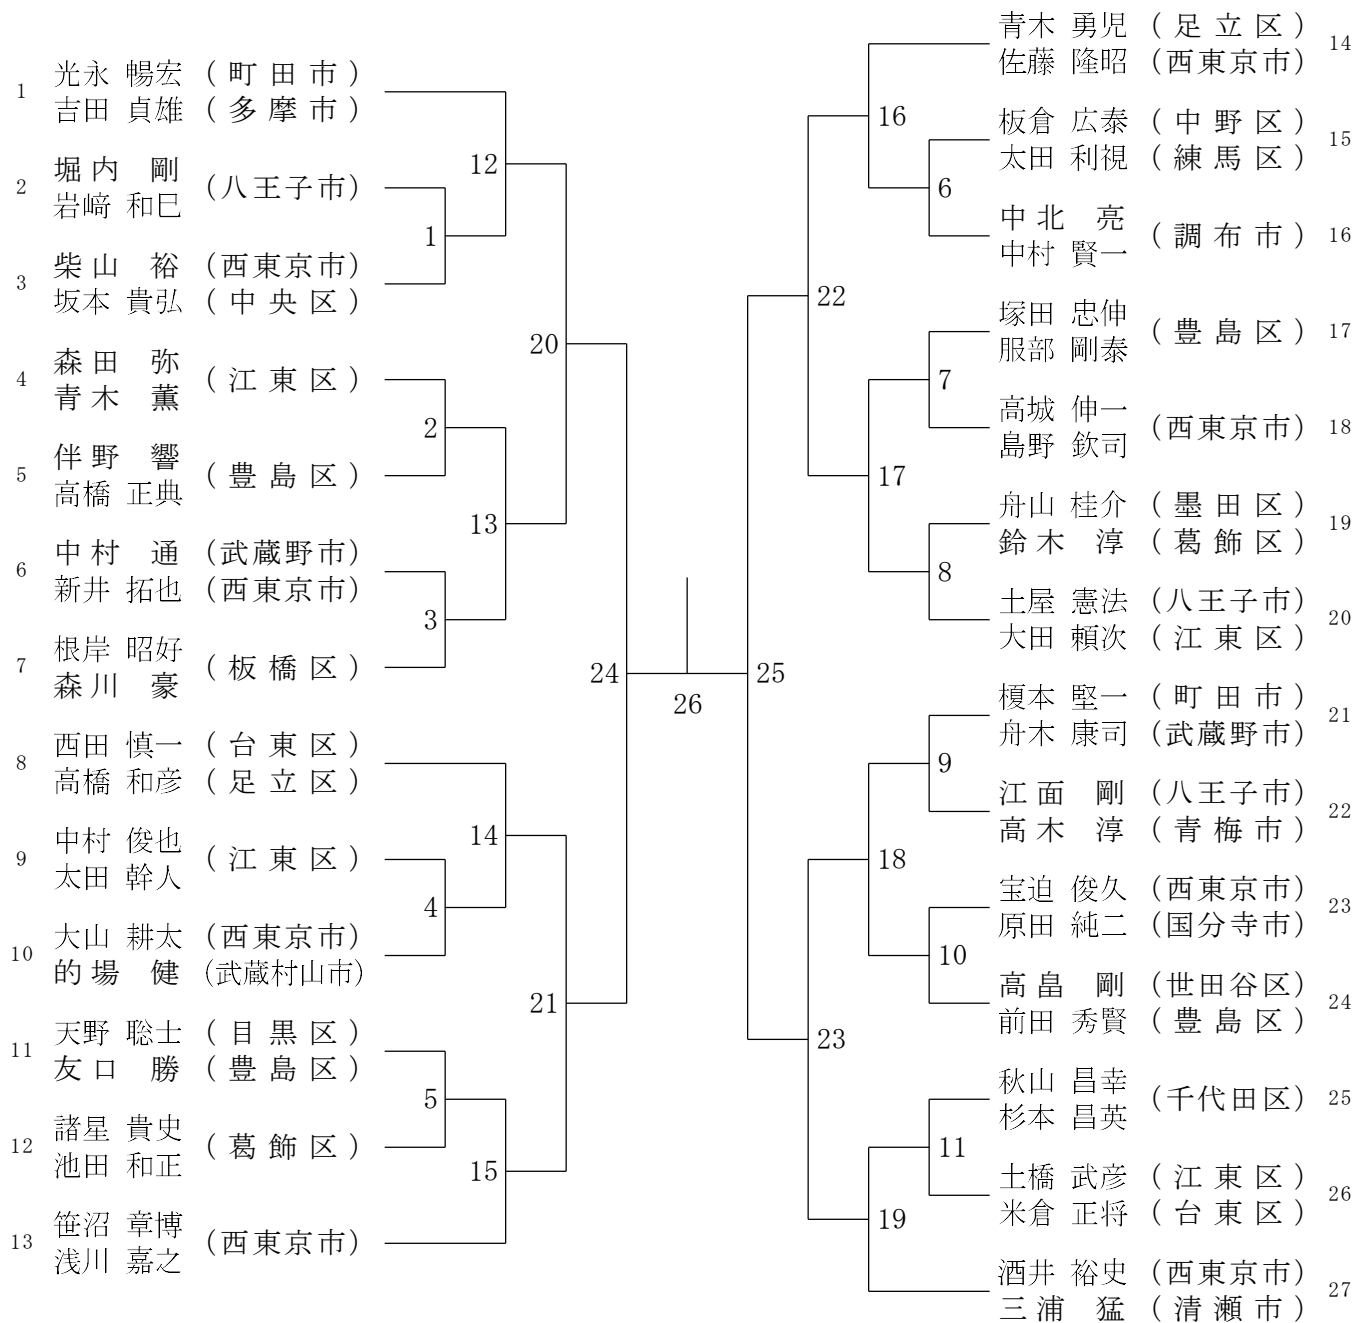 1 光永 暢宏 (町田市)
吉田 貞雄 (多摩市)
2 堀内 剛 (八王子市)
岩﨑 和巳
3 柴山 裕 (西東京市)
坂本 貴弘 (中央区)
4 森田 弥 (江東区)
青木 薫
5 伴野 響 (豊島区)
高橋 正典
6 中村 通 (武蔵野市)
新井 拓也 (西東京市)
7 根岸 昭好 (板橋区)
森川 豪
8 西田 慎一 (台東区)
高橋 和彦 (足立区)
9 中村 俊也 (江東区)
太田 幹人
10 大山 耕太 (西東京市)
的場 健 (武蔵村山市)
11 天野 聡士 (目黒区)
友口 勝 (豊島区)
12 諸星 貴史 (葛飾区)
池田 和正
13 笹沼 章博 (西東京市)
浅川 嘉之
12
1
20
2
13
3
24
14
4
21
5
15
26
25
16
6
22
7
17
8
9
18
10
23
11
19
青木 勇児 (足立区) 14
佐藤 隆昭 (西東京市)
板倉 広泰 (中野区) 15
太田 利視 (練馬区)
中北 亮 (調布市) 16
中村 賢一
塚田 忠伸 (豊島区) 17
服部 剛泰
高城 伸一 (西東京市) 18
島野 欽司
舟山 桂介 (墨田区) 19
鈴木 淳 (葛飾区)
土屋 憲法 (八王子市) 20
大田 頼次 (江東区)
榎本 堅一 (町田市) 21
舟木 康司 (武蔵野市)
江面 剛 (八王子市) 22
高木 淳 (青梅市)
宝迫 俊久 (西東京市) 23
原田 純二 (国分寺市)
高畠 剛 (世田谷区) 24
前田 秀賢 (豊島区)
秋山 昌幸 (千代田区) 25
杉本 昌英
土橋 武彦 (江東区) 26
米倉 正将 (台東区)
酒井 裕史 (西東京市) 27
三浦 猛 (清瀬市)